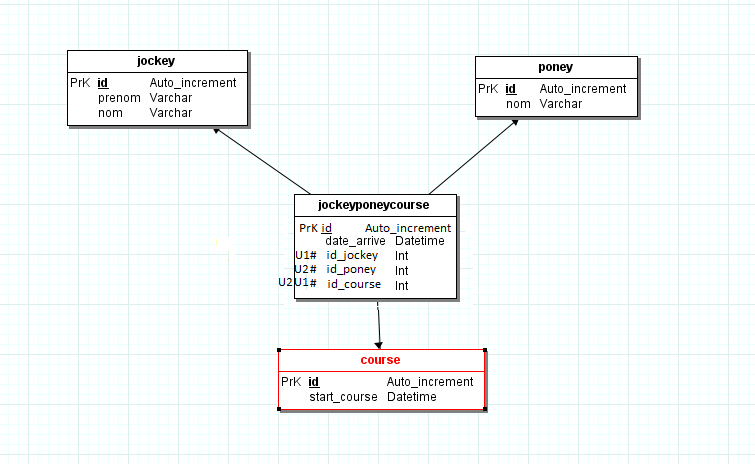 jockey
PrK id Auto_increment
prenom Varchar
nom Varchar
poney
PrK id Auto_increment
nom Varchar
jockeyponeycourse
PrK id Auto_increment
date_arrive Datetime
U1# id_jockey Int
U2# id_poney Int
U2U1# id_course Int
course
PrK id Auto_increment
start_course Datetime